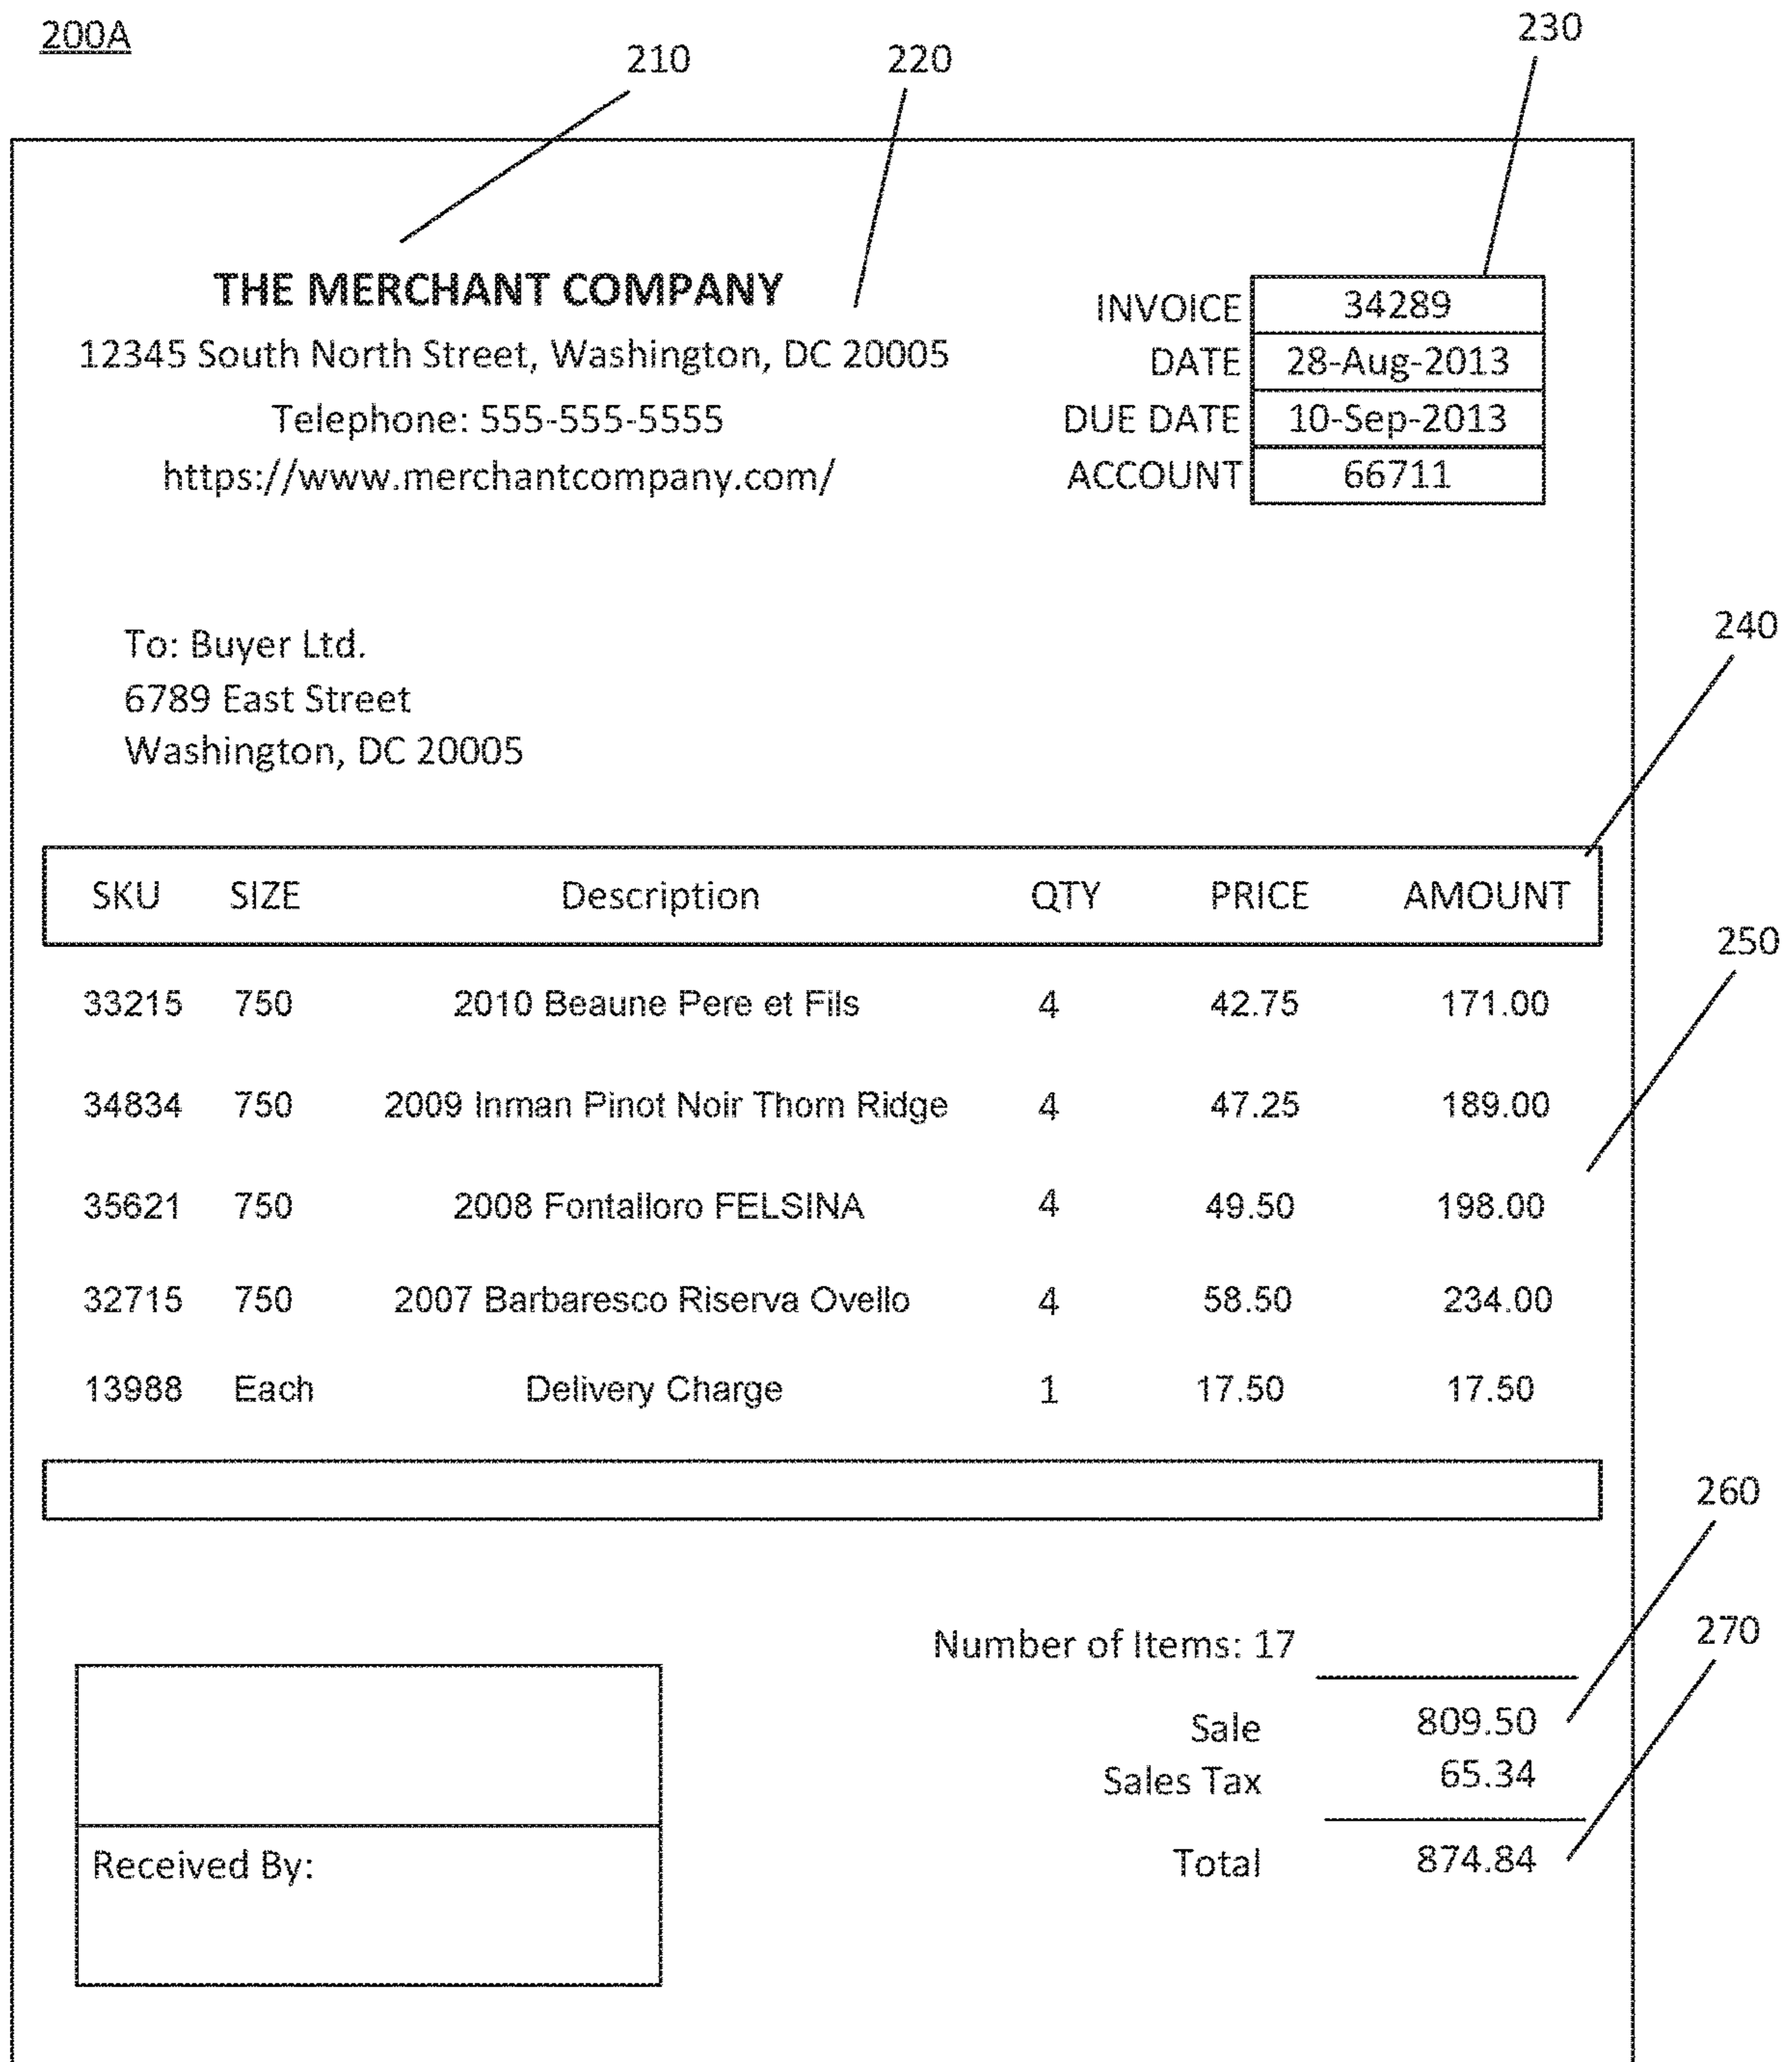 200A
210
220
230
THE MERCHANT COMPANY
12345 South North Street, Washington, DC 20005
Telephone: 555-555-5555
https://www.merchantcompany.com/
INVOICE 34289
DATE 28-Aug-2013
DUE DATE 10-Sep-2013
ACCOUNT 66711
To: Buyer Ltd.
6789 East Street
Washington, DC 20005
240
SKU SIZE Description QTY PRICE AMOUNT
250
33215 750 2010 Beaune Pere et Fils 4 42.75 171.00
34834 750 2009 Inman Pinot Noir Thorn Ridge 4 47.25 189.00
35621 750 2008 Fontalloro FELSINA 4 49.50 198.00
32715 750 2007 Barbaresco Riserva Ovello 4 58.50 234.00
13988 Each Delivery Charge 1 17.50 17.50
260
270
Number of Items: 17
Sale 809.50
Sales Tax 65.34
Total 874.84
Received By: